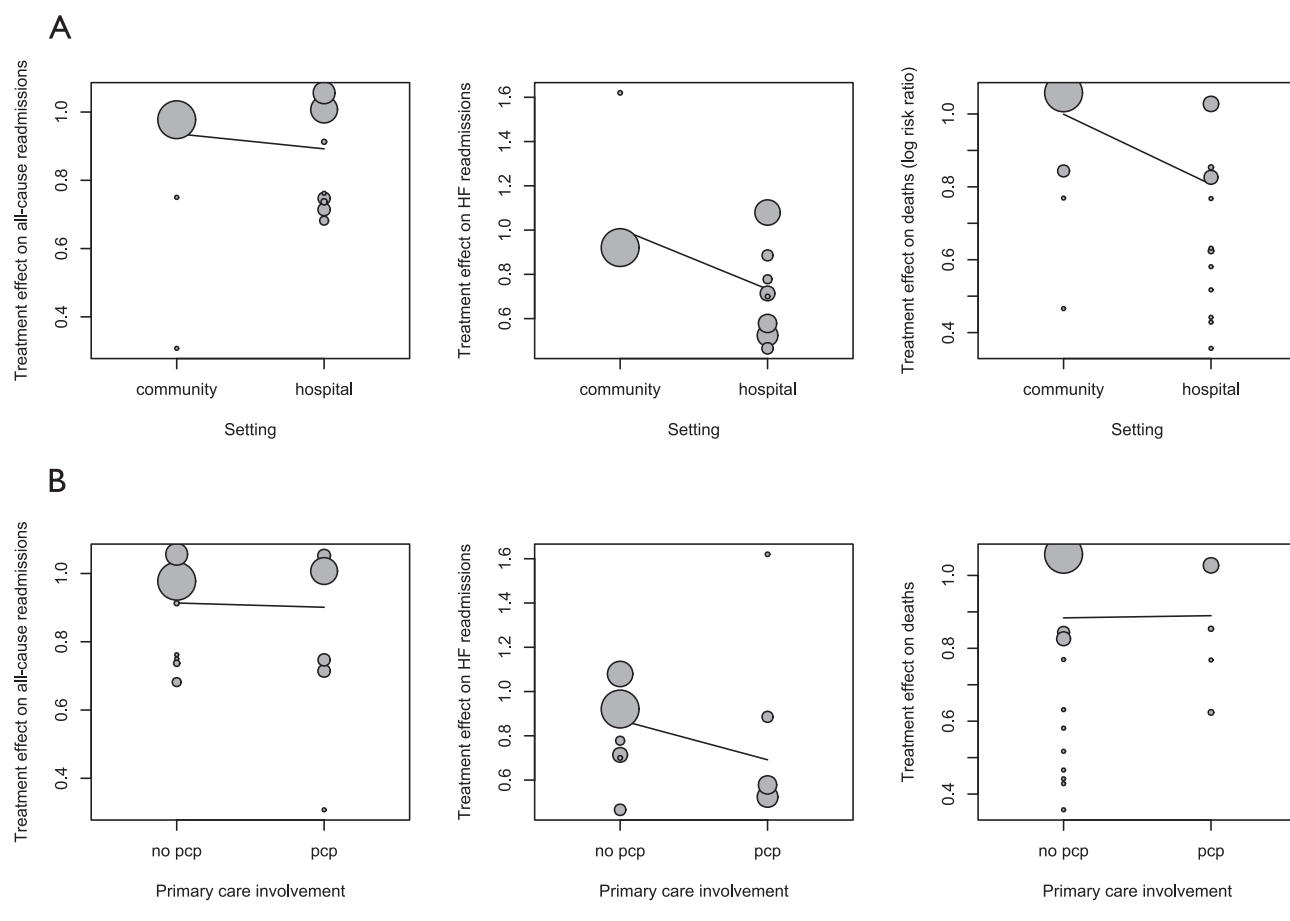 A
Treatment effect on all-cause readmissions
1.0
0.8
0.6
0.4
community
hospital
Setting
Treatment effect on HF readmissions
1.6
1.4
1.2
1.0
0.8
0.6
community
hospital
Setting
Treatment effect on deaths (log risk ratio)
1.0
0.8
0.6
0.4
community
hospital
Setting
B
Treatment effect on all-cause readmissions
1.0
0.8
0.6
0.4
no pcp
pcp
Primary care involvement
Treatment effect on HF readmissions
1.6
1.4
1.2
1.0
0.8
0.6
no pcp
pcp
Primary care involvement
Treatment effect on deaths
1.0
0.8
0.6
0.4
no pcp
pcp
Primary care involvement